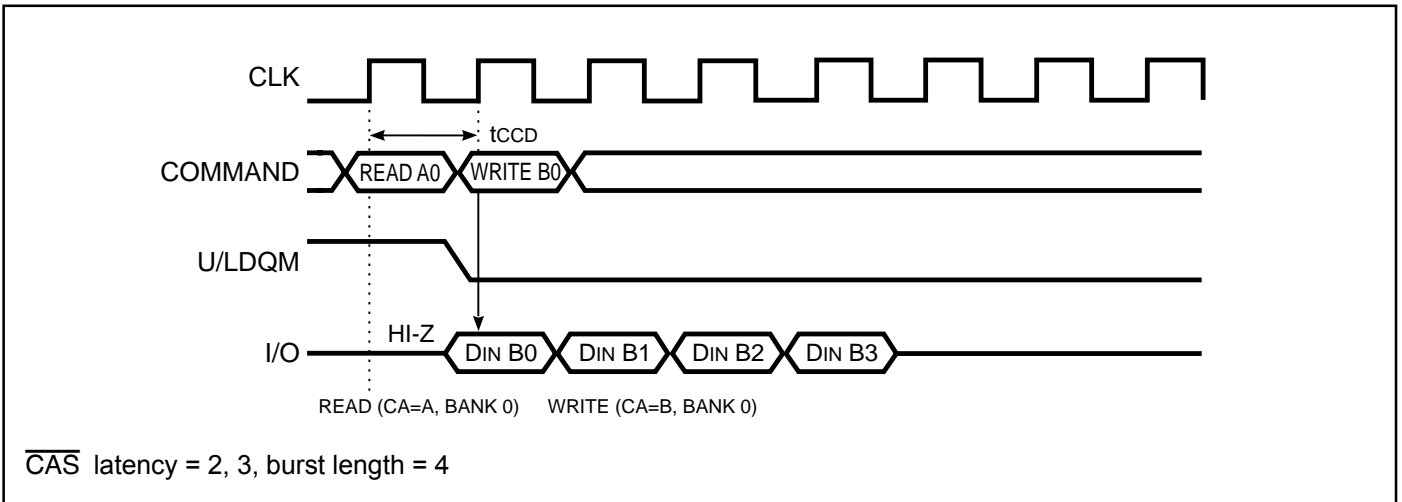 CLK
tCCD
COMMAND READ A0 WRITE B0
U/LDQM
HI-Z
I/O DIN B0 DIN B1 DIN B2 DIN B3
READ (CA=A, BANK 0) WRITE (CA=B, BANK 0)
CAS latency = 2, 3, burst length = 4